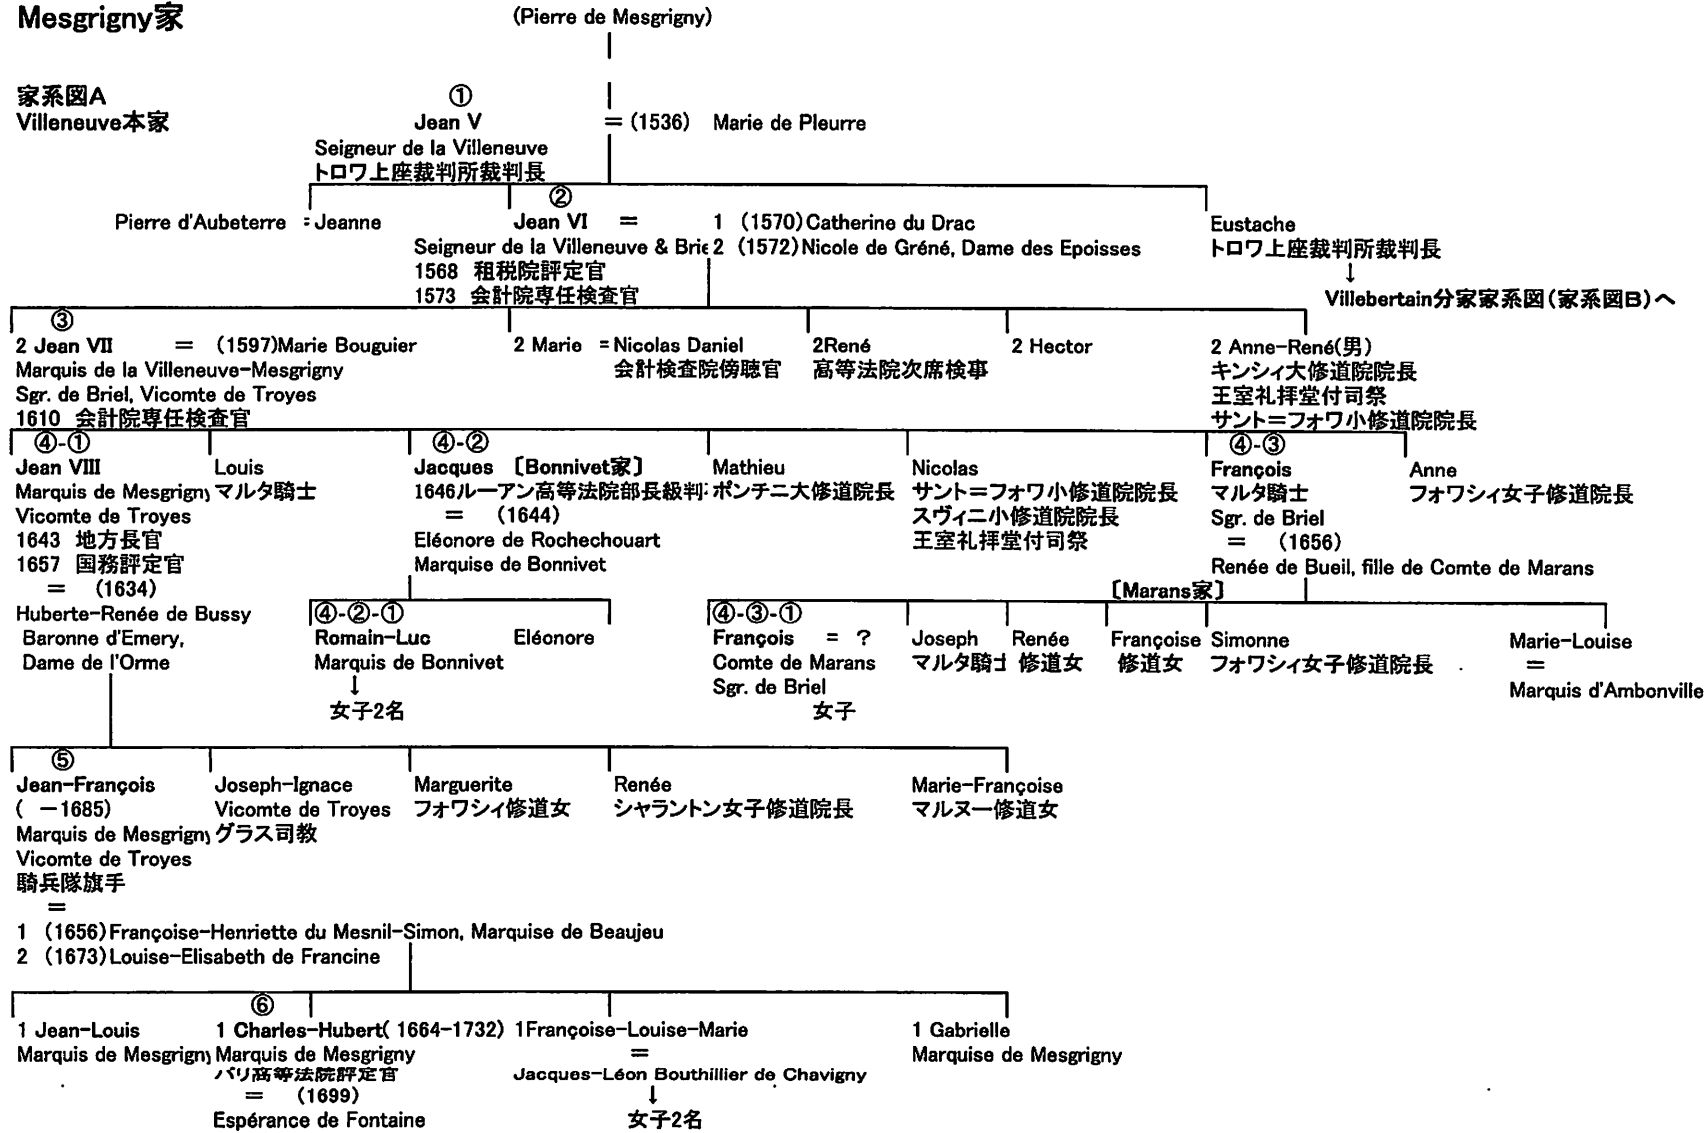 Mesgrigny家
(Pierre de Mesgrigny)
家系図A
①
Villeneuve本家
Jean V
= (1536) Marie de Pleurre
Seigneur de la Villeneuve
トロワ上座裁判所裁判長
②
Pierre d'Aubeterre = Jeanne
Jean VI =
1 (1570)Catherine du Drac
Eustache
Seigneur de la Villeneuve & Brie
2 (1572)Nicole de Gréné, Dame des Epoisses
トロワ上座裁判所裁判長
1568 租税院評定官
↓
1573 会計院専任検査官
Villebertain分家家系図(家系図B)へ
③
2 Jean VII = (1597)Marie Bouguier
2 Marie = Nicolas Daniel
2René
2 Hector
2 Anne-René(男)
Marquis de la Villeneuve-Mesgrigny
会計検査院傍聴官
高等法院次席検事
キンシィ大修道院院長
Sgr. de Briel, Vicomte de Troyes
王室礼拝堂付司祭
1610 会計院専任検査官
サント=フォワ小修道院院長
④-①
④-②
④-③
Jean VIII
Louis
Jacques [Bonnivet家]
Mathieu
Nicolas
François
Anne
Marquis de Mesgrigny
マルタ騎士
1646ルーアン高等法院部長級判
ポンチニ大修道院長
サント=フォワ小修道院院長
マルタ騎士
フォワシィ女子修道院長
Vicomte de Troyes
= (1644)
スヴィニ小修道院院長
Sgr. de Briel
1643 地方長官
Eléonore de Rochechouart
王室礼拝堂付司祭
= (1656)
1657 国務評定官
Marquise de Bonnivet
Renée de Bueil, fille de Comte de Marans
= (1634)
[Marans家]
Huberte-Renée de Bussy
④-②-①
④-③-①
Baronne d'Emery,
Romain-Luc
Eléonore
François = ?
Joseph
Renée
Françoise
Simonne
Marie-Louise
Dame de l'Orme
Marquis de Bonnivet
Comte de Marans
マルタ騎士
修道女
修道女
フォワシィ女子修道院長
=
↓
Sgr. de Briel
Marquis d'Ambonville
女子2名
女子
⑤
Jean-François
Joseph-Ignace
Marguerite
Renée
Marie-Françoise
( -1685)
Vicomte de Troyes
フォワシィ修道女
シャラントン女子修道院長
マルヌー修道女
Marquis de Mesgrigny
グラス司教
Vicomte de Troyes
騎兵隊旗手
=
1 (1656)Françoise-Henriette du Mesnil-Simon, Marquise de Beaujeu
2 (1673)Louise-Elisabeth de Francine
⑥
1 Jean-Louis
1 Charles-Hubert( 1664-1732)
1Françoise-Louise-Marie
1 Gabrielle
Marquis de Mesgrigny
Marquis de Mesgrigny
=
Marquise de Mesgrigny
パリ高等法院評定官
Jacques-Léon Bouthillier de Chavigny
= (1699)
↓
Espérance de Fontaine
女子2名